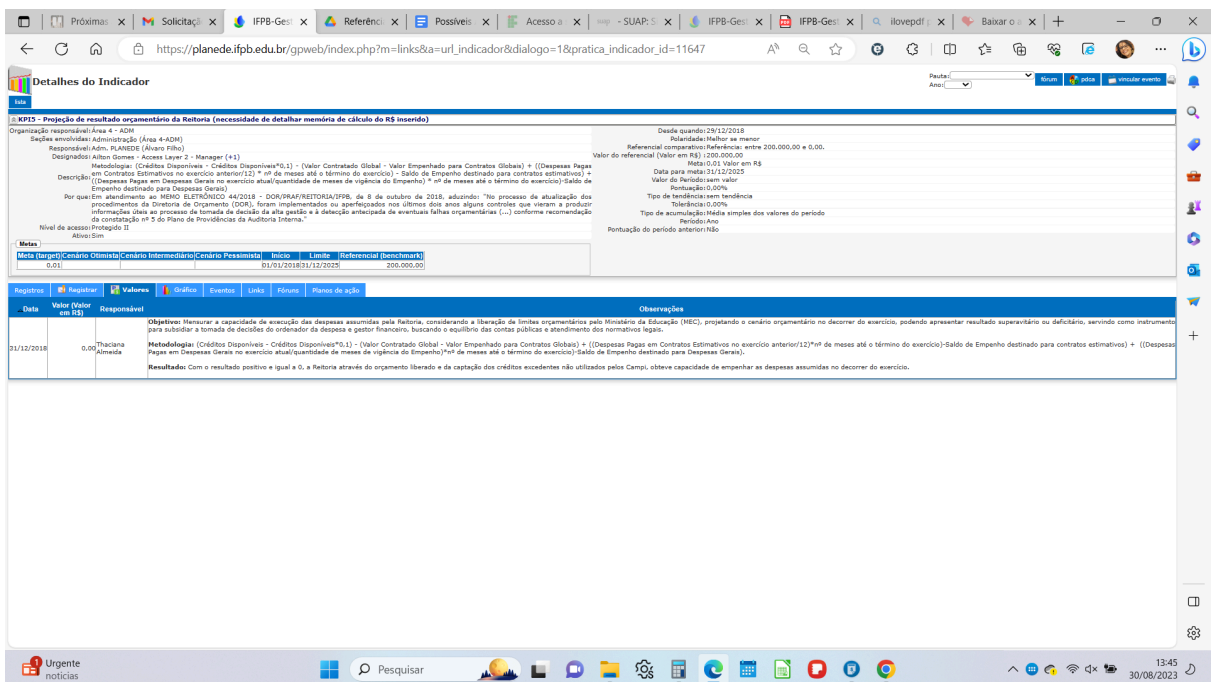 Próximas
Solicitaçã
IFPB-Gest
Referênci
Possíveis
Acesso a
- SUAP: S
IFPB-Gest
IFPB-Gest
ilovepdf
Baixar o a
https://planede.ifpb.edu.br/gpweb/index.php?m=links&a=url_indicador&dialogo=1&pratica_indicador_id=11647
Detalhes do Indicador
Pauta:
Ano:
fórum
pdca
vincular evento
lista
KPI5 - Projeção de resultado orçamentário da Reitoria (necessidade de detalhar memória de cálculo do R$ inserido)
Organização responsável: Área 4 - ADM
Seções envolvidas: Administração (Área 4-ADM)
Responsável: Adm. PLANEDE (Álvaro Filho)
Designados: Ailton Gomes - Access Layer 2 - Manager (+1)
Descrição: Metodologia: (Créditos Disponíveis - Créditos Disponíveis*0,1) - (Valor Contratado Global - Valor Empenhado para Contratos Globais) + ((Despesas Pagas
em Contratos Estimativos no exercício anterior/12) * nº de meses até o término do exercício) - Saldo de Empenho destinado para contratos estimativos) +
((Despesas Pagas em Despesas Gerais no exercício atual/quantidade de meses de vigência do Empenho) * nº de meses até o término do exercício)-Saldo de
Empenho destinado para Despesas Gerais)
Por que: Em atendimento ao MEMO ELETRÔNICO 44/2018 - DOR/PRAF/REITORIA/IFPB, de 8 de outubro de 2018, aduzindo: "No processo de atualização dos
procedimentos da Diretoria de Orçamento (DOR), foram implementados ou aperfeiçoados nos últimos dois anos alguns controles que vieram a produzir
informações úteis ao processo de tomada de decisão da alta gestão e à detecção antecipada de eventuais falhas orçamentárias (...) conforme recomendação
da constatação nº 5 do Plano de Providências da Auditoria Interna."
Nível de acesso: Protegido II
Ativo: Sim
Desde quando: 29/12/2018
Polaridade: Melhor se menor
Referencial comparativo: Referência: entre 200.000,00 e 0,00.
Valor do referencial (Valor em R$) : 200.000,00
Meta: 0,01 Valor em R$
Data para meta: 31/12/2025
Valor do Período: sem valor
Pontuação: 0,00%
Tipo de tendência: sem tendência
Tolerância: 0,00%
Tipo de acumulação: Média simples dos valores do período
Período: Ano
Pontuação do período anterior: Não
Metas
Meta (target) Cenário Otimista Cenário Intermediário Cenário Pessimista Início Limite Referencial (benchmark)
0,01 01/01/2018 31/12/2025 200.000,00
Registros Registrar Valores Gráfico Eventos Links Fóruns Planos de ação
Data Valor (Valor em R$) Responsável Observações
31/12/2018 0,00 Thaciana Almeida
Objetivo: Mensurar a capacidade de execução das despesas assumidas pela Reitoria, considerando a liberação de limites orçamentários pelo Ministério da Educação (MEC), projetando o cenário orçamentário no decorrer do exercício, podendo apresentar resultado superavitário ou deficitário, servindo como instrumento
para subsidiar a tomada de decisões do ordenador da despesa e gestor financeiro, buscando o equilíbrio das contas públicas e atendimento dos normativos legais.
Metodologia: (Créditos Disponíveis - Créditos Disponíveis*0,1) - (Valor Contratado Global - Valor Empenhado para Contratos Globais) + ((Despesas Pagas em Contratos Estimativos no exercício anterior/12)*nº de meses até o término do exercício)-Saldo de Empenho destinado para contratos estimativos) + ((Despesas
Pagas em Despesas Gerais no exercício atual/quantidade de meses de vigência do Empenho)*nº de meses até o término do exercício)-Saldo de Empenho destinado para Despesas Gerais).
Resultado: Com o resultado positivo e igual a 0, a Reitoria através do orçamento liberado e da captação dos créditos excedentes não utilizados pelos Campi, obteve capacidade de empenhar as despesas assumidas no decorrer do exercício.
1
Urgente
notícias
Pesquisar
13:45
30/08/2023